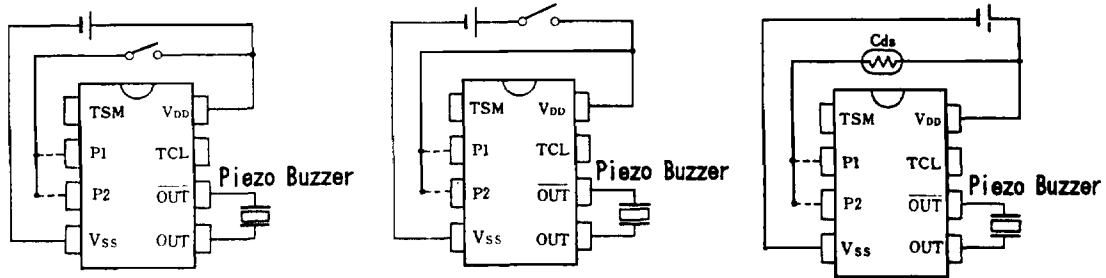 TSM VDD
P1 TCL
P2 OUT
VSS OUT
Piezo Buzzer
TSM VDD
P1 TCL
P2 OUT
VSS OUT
Piezo Buzzer
Cds
TSM VDD
P1 TCL
P2 OUT
VSS OUT
Piezo Buzzer